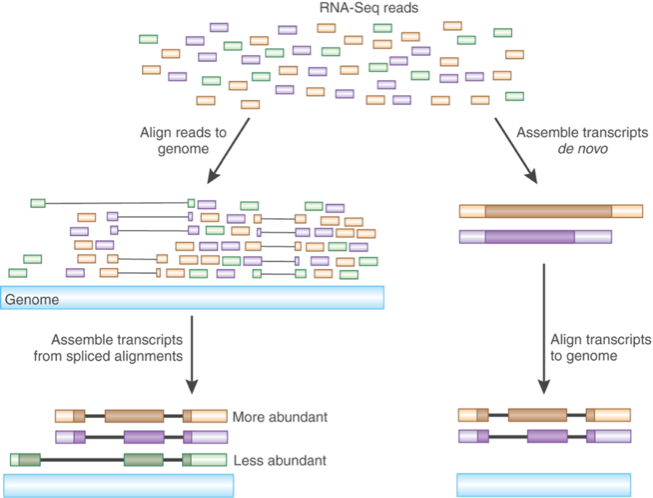 RNA-Seq reads
Align reads to
genome
Assemble transcripts
de novo
Genome
Assemble transcripts
from spliced alignments
Align transcripts
to genome
More abundant
Less abundant